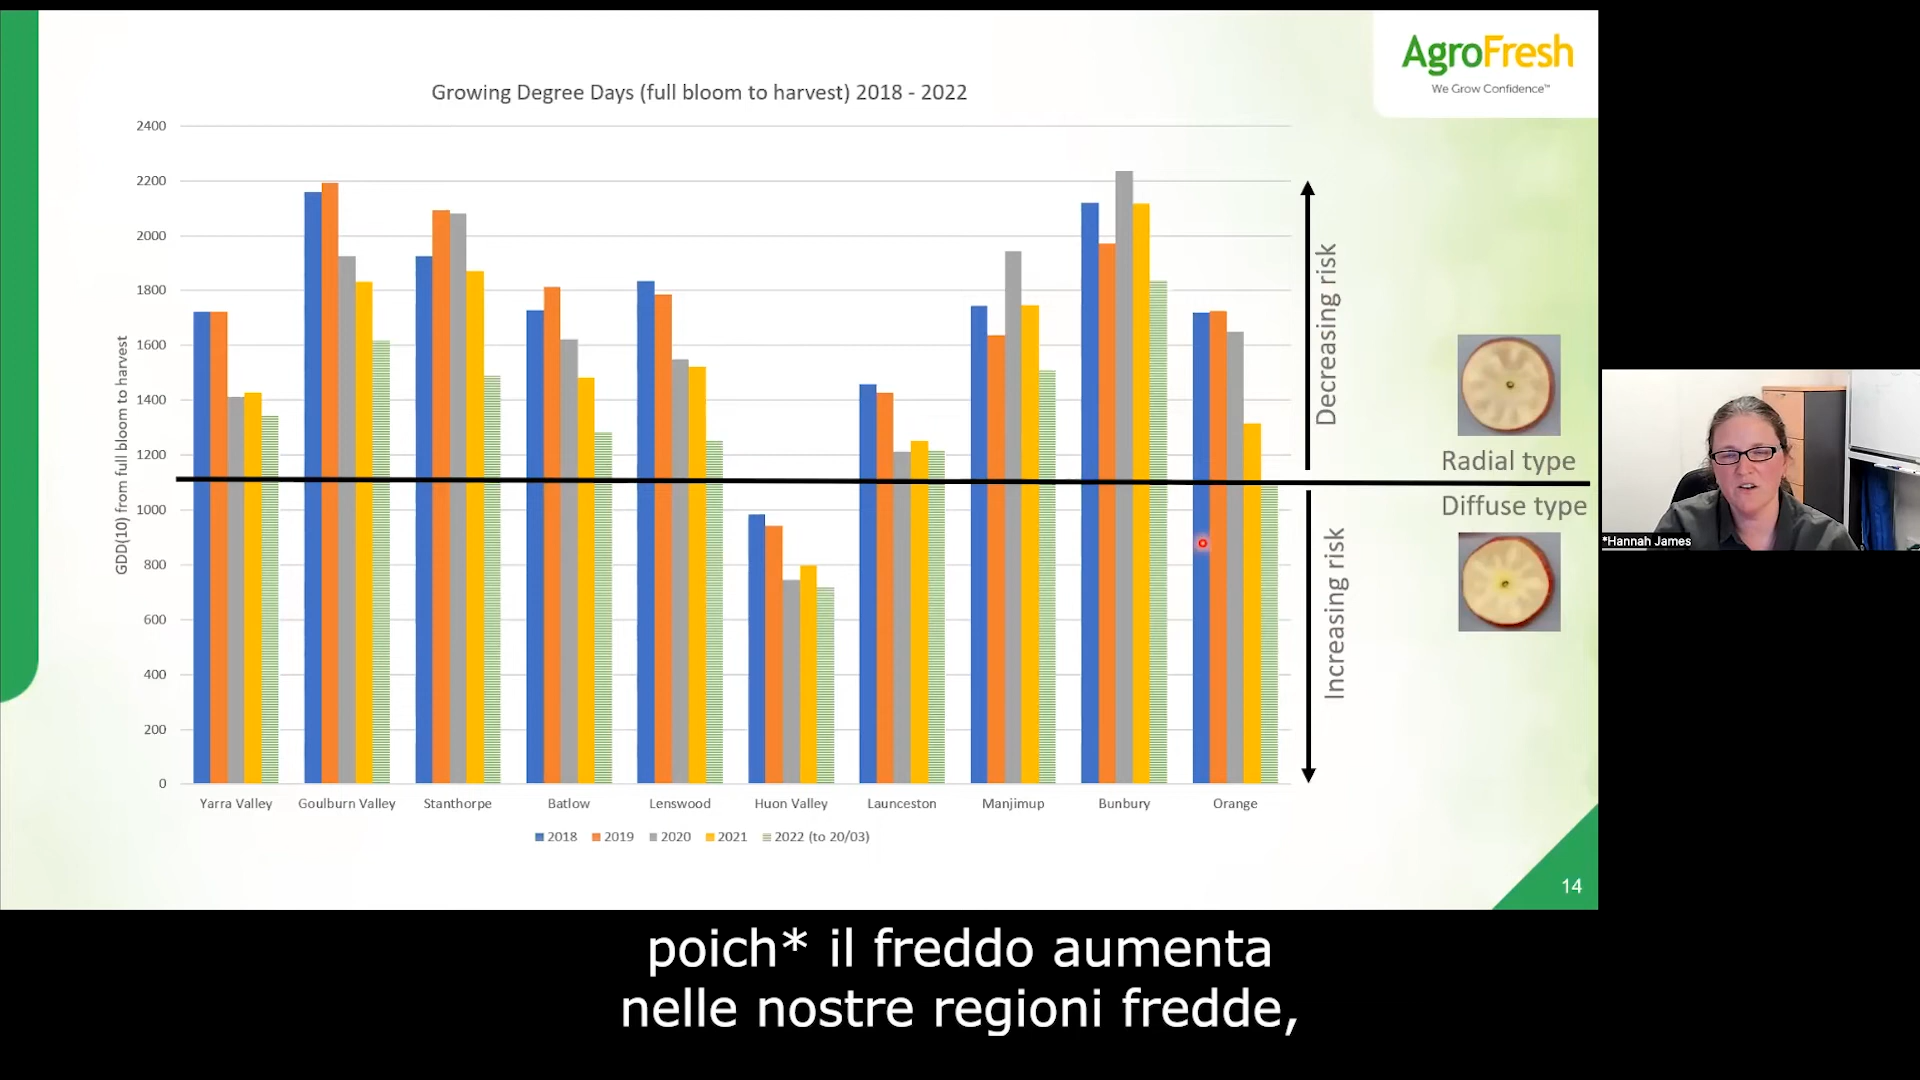 AgroFresh
We Grow Confidence™
Growing Degree Days (full bloom to harvest) 2018 - 2022
GDD(10) from full bloom to harvest
2400
2200
2000
1800
1600
1400
1200
1000
800
600
400
200
0
Yarra Valley Goulburn Valley Stanthorpe Batlow Lenswood Huon Valley Launceston Manjimup Bunbury Orange
2018 2019 2020 2021 2022 (to 20/03)
Decreasing risk
Increasing risk
Radial type
Diffuse type
*Hannah James
14
poich* il freddo aumenta
nelle nostre regioni fredde,